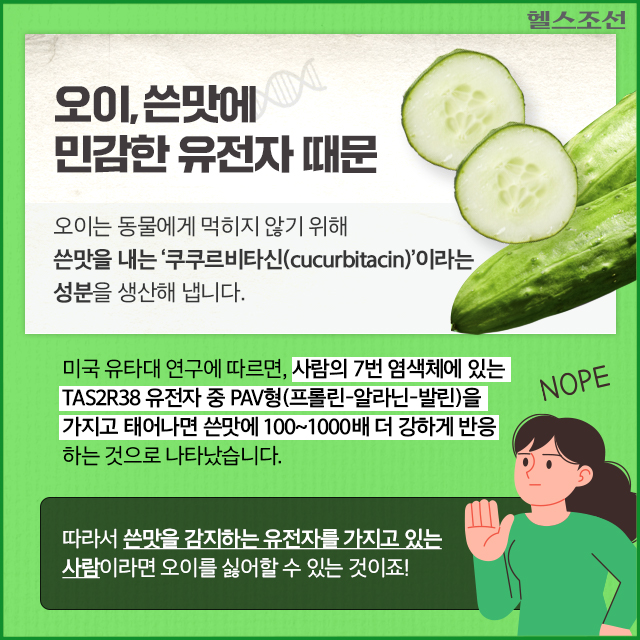 헬스조선
오이, 쓴맛에
민감한 유전자 때문
오이는 동물에게 먹히지 않기 위해
쓴맛을 내는 ‘쿠쿠르비타신(cucurbitacin)’이라는
성분을 생산해 냅니다.
미국 유타대 연구에 따르면, 사람의 7번 염색체에 있는
TAS2R38 유전자 중 PAV형(프롤린-알라닌-발린)을
가지고 태어나면 쓴맛에 100~1000배 더 강하게 반응
하는 것으로 나타났습니다.
NOPE
따라서 쓴맛을 감지하는 유전자를 가지고 있는
사람이라면 오이를 싫어할 수 있는 것이죠!